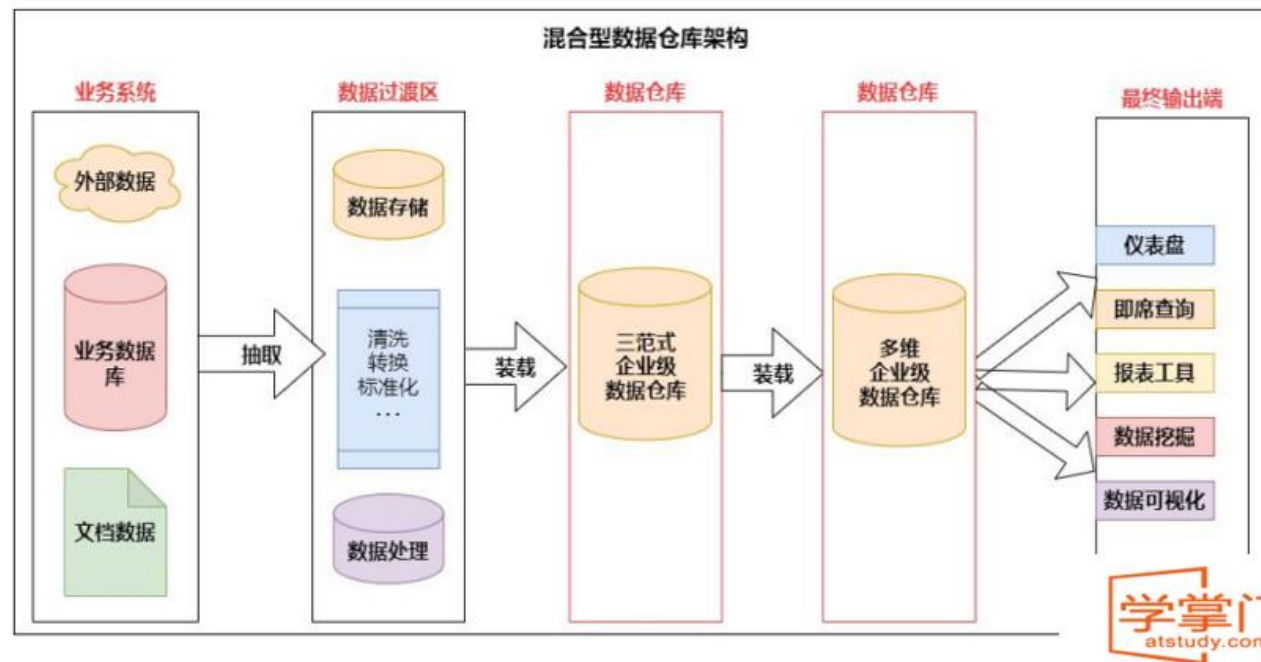 混合型数据仓库架构
业务系统
数据过渡区
数据仓库
数据仓库
最终输出端
外部数据
业务数据
库
文档数据
抽取
数据存储
清洗
转换
标准化
...
数据处理
装载
三范式
企业级
数据仓库
装载
多维
企业级
数据仓库
仪表盘
即席查询
报表工具
数据挖掘
数据可视化
学掌门
atstudy.com